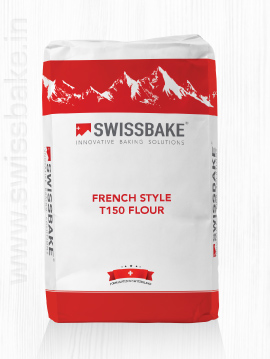 www.swissbake.in
SWISSBAKE®
INNOVATIVE BAKING SOLUTIONS
FRENCH STYLE
T150 FLOUR
SWISSBAKE